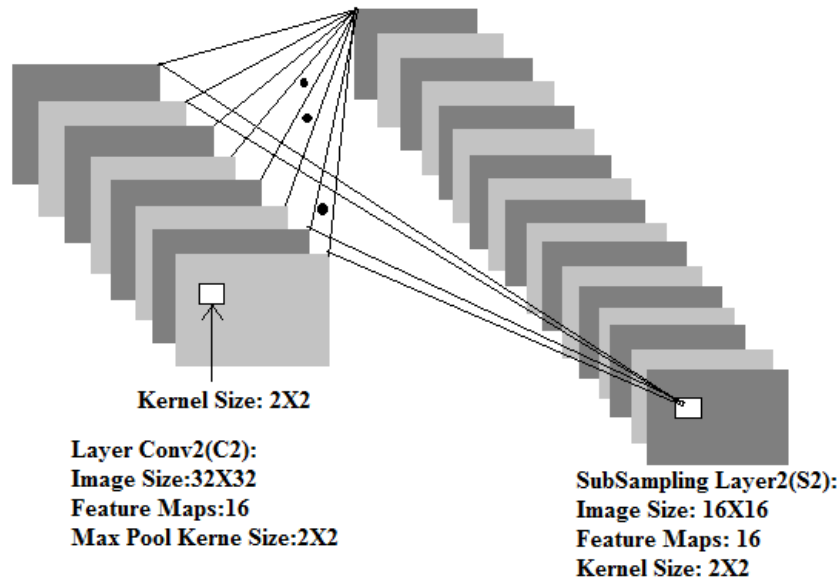 Kernel Size: 2X2
Layer Conv2(C2):
Image Size:32X32
Feature Maps:16
Max Pool Kerne Size:2X2
SubSampling Layer2(S2):
Image Size: 16X16
Feature Maps: 16
Kernel Size: 2X2